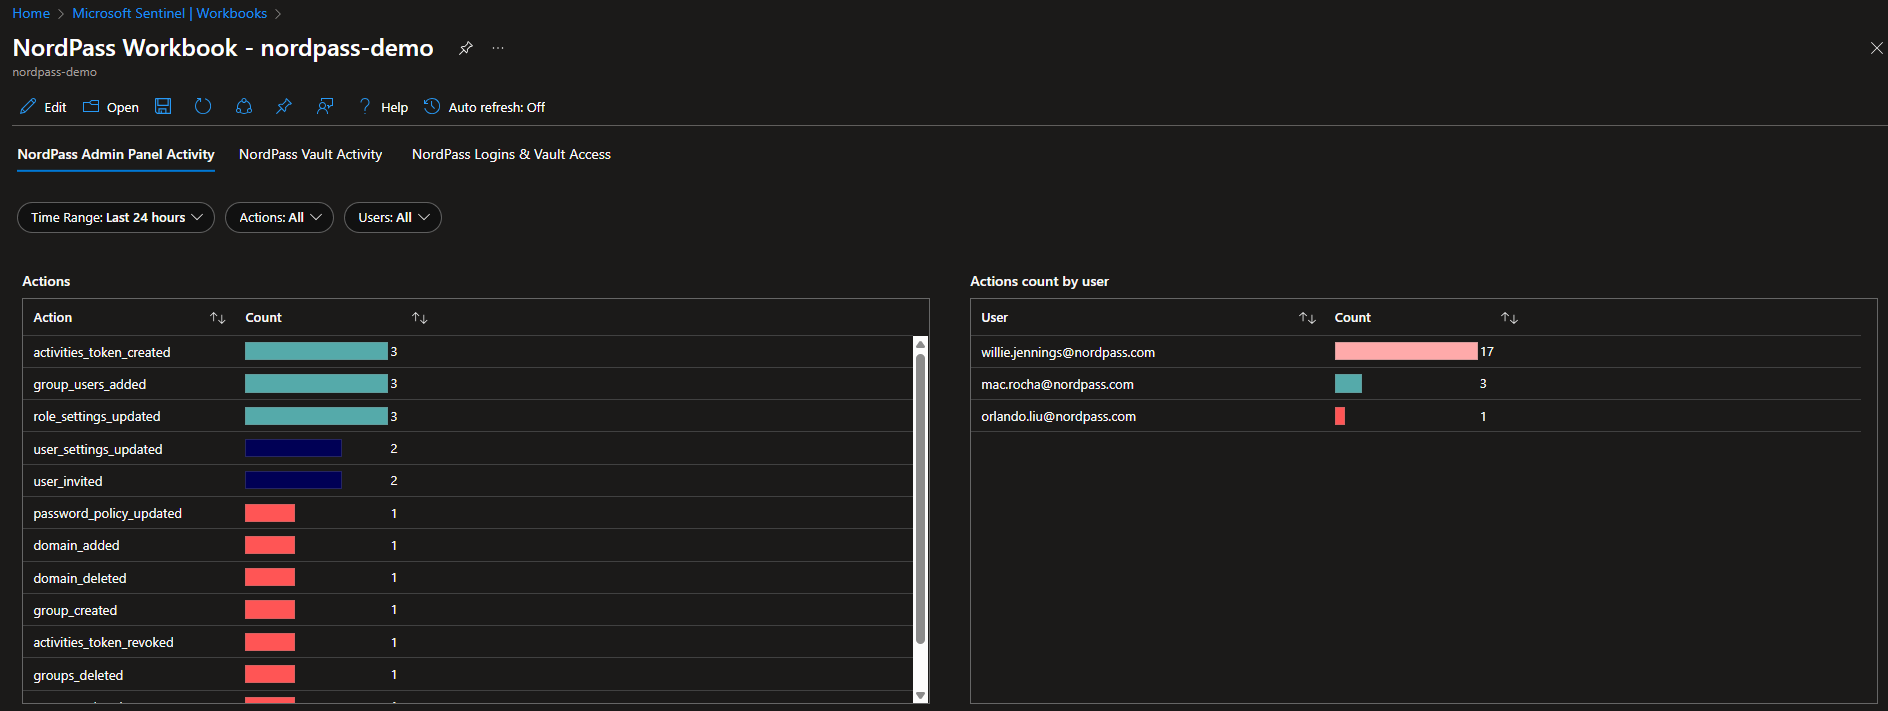 Home > Microsoft Sentinel | Workbooks >
NordPass Workbook - nordpass-demo
nordpass-demo
Edit Open Help Auto refresh: Off
NordPass Admin Panel Activity NordPass Vault Activity NordPass Logins & Vault Access
Time Range: Last 24 hours Actions: All Users: All
Actions
Action Count
activities_token_created 3
group_users_added 3
role_settings_updated 3
user_settings_updated 2
user_invited 2
password_policy_updated 1
domain_added 1
domain_deleted 1
group_created 1
activities_token_revoked 1
groups_deleted 1
Actions count by user
User Count
willie.jennings@nordpass.com 17
mac.rocha@nordpass.com 3
orlando.liu@nordpass.com 1